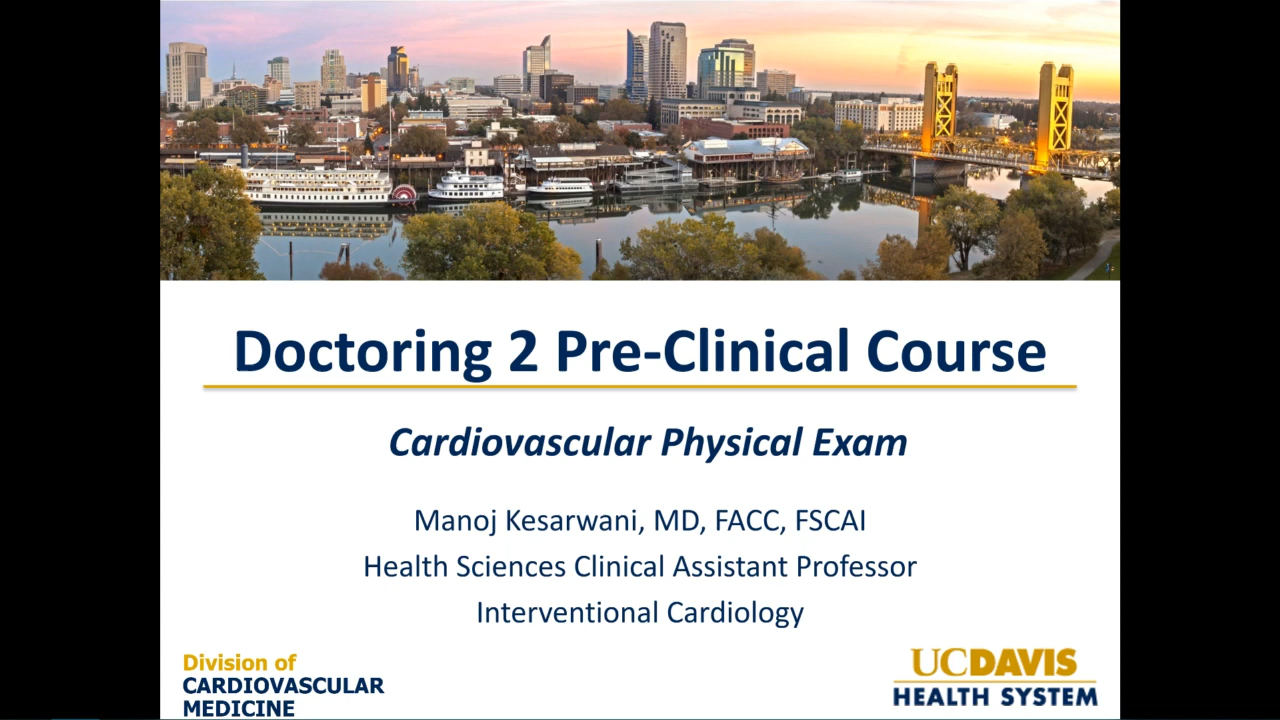 Doctoring 2 Pre-Clinical Course
Cardiovascular Physical Exam
Manoj Kesarwani, MD, FACC, FSCAI
Health Sciences Clinical Assistant Professor
Interventional Cardiology
Division of
CARDIOVASCULAR
MEDICINE
UCDAVIS
HEALTH SYSTEM